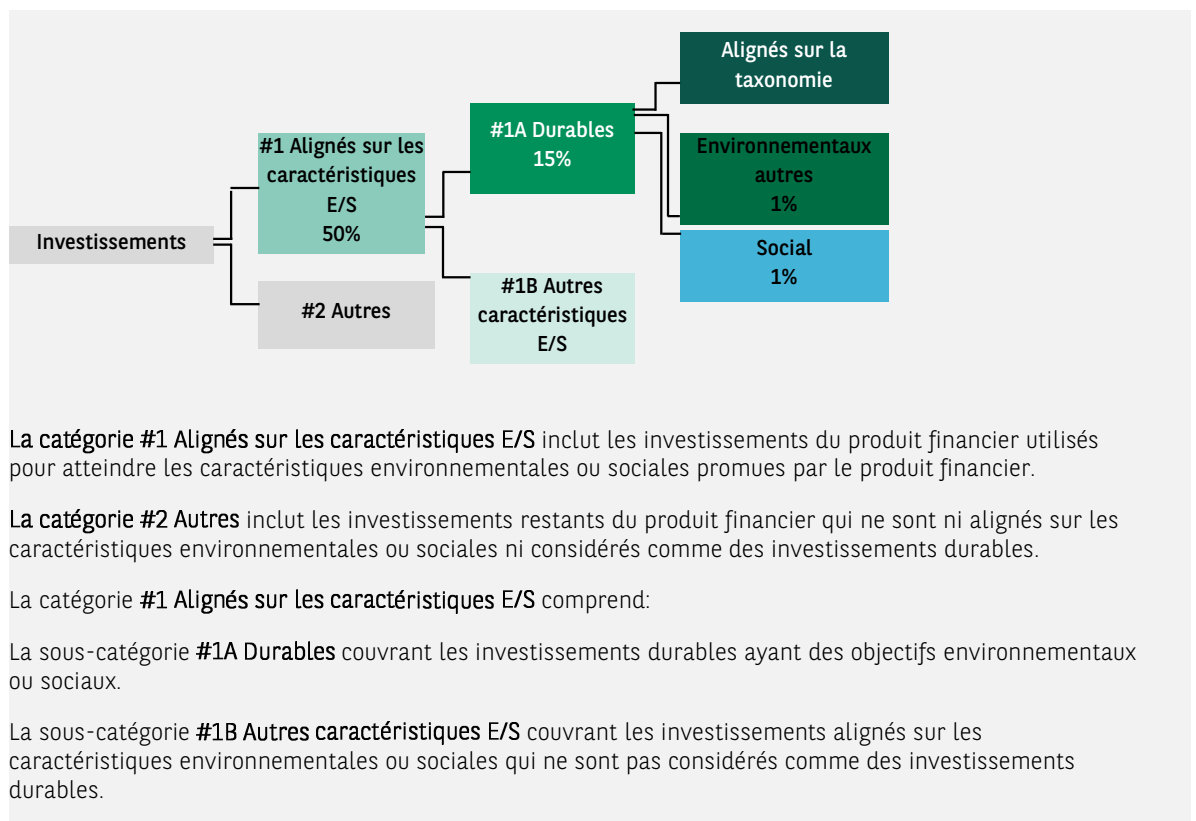 Alignés sur la
taxonomie
#1A Durables
15%
#1 Alignés sur les
caractéristiques
E/S
50%
Environnementaux
autres
1%
Investissements
Social
1%
#2 Autres
#1B Autres
caractéristiques
E/S
La catégorie #1 Alignés sur les caractéristiques E/S inclut les investissements du produit financier utilisés
pour atteindre les caractéristiques environnementales ou sociales promues par le produit financier.
La catégorie #2 Autres inclut les investissements restants du produit financier qui ne sont ni alignés sur les
caractéristiques environnementales ou sociales ni considérés comme des investissements durables.
La catégorie #1 Alignés sur les caractéristiques E/S comprend:
La sous-catégorie #1A Durables couvrant les investissements durables ayant des objectifs environnementaux
ou sociaux.
La sous-catégorie #1B Autres caractéristiques E/S couvrant les investissements alignés sur les
caractéristiques environnementales ou sociales qui ne sont pas considérés comme des investissements
durables.